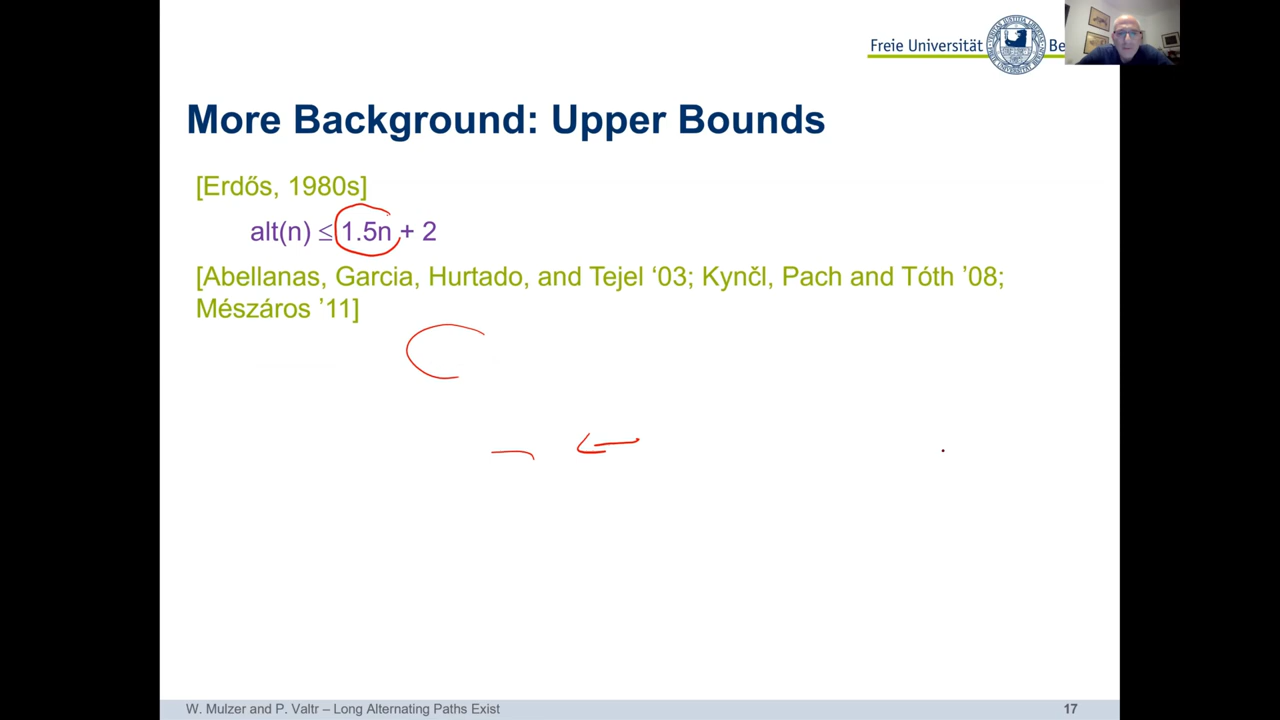 Freie Universität Be
More Background: Upper Bounds
[Erdős, 1980s]
alt(n) ≤ 1.5n + 2
[Abellanas, Garcia, Hurtado, and Tejel ‘03; Kynčl, Pach and Tóth ’08;
Mészáros ’11]
W. Mulzer and P. Valtr – Long Alternating Paths Exist
17